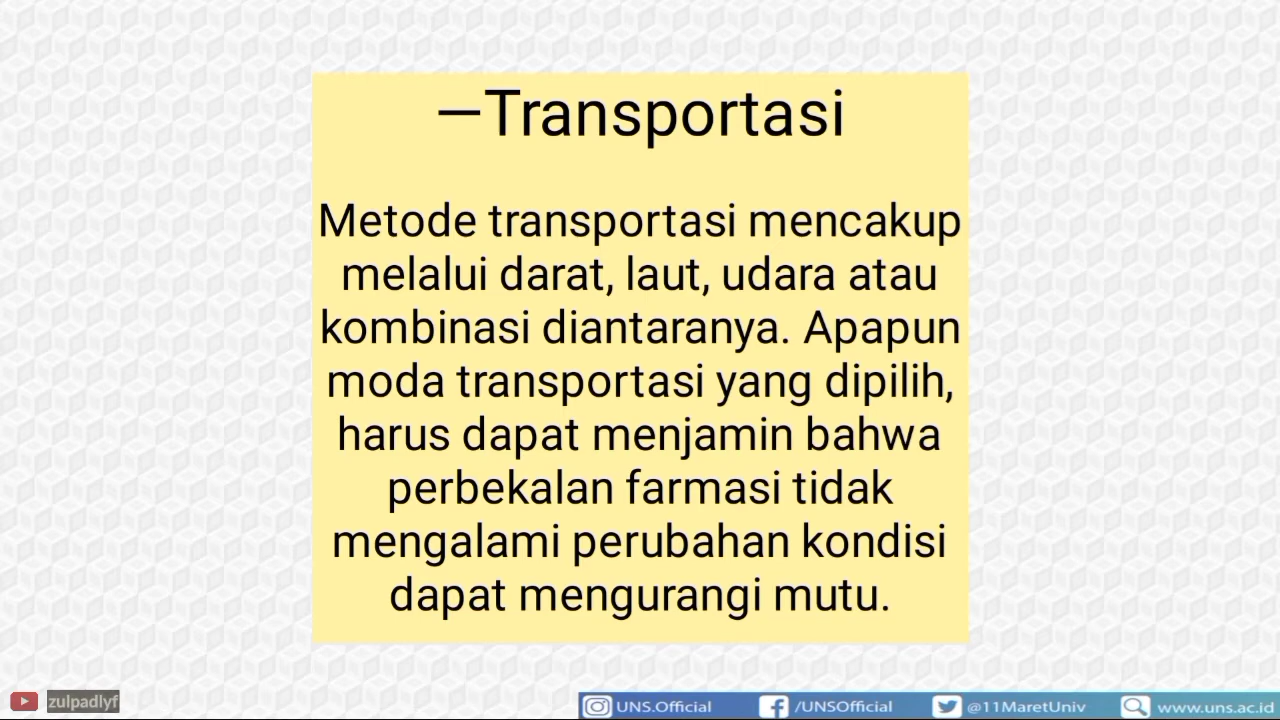 —Transportasi
Metode transportasi mencakup
melalui darat, laut, udara atau
kombinasi diantaranya. Apapun
moda transportasi yang dipilih,
harus dapat menjamin bahwa
perbekalan farmasi tidak
mengalami perubahan kondisi
dapat mengurangi mutu.
zulpadlyf
UNS.Official
/UNSOfficial
@11MaretUniv
www.uns.ac.id